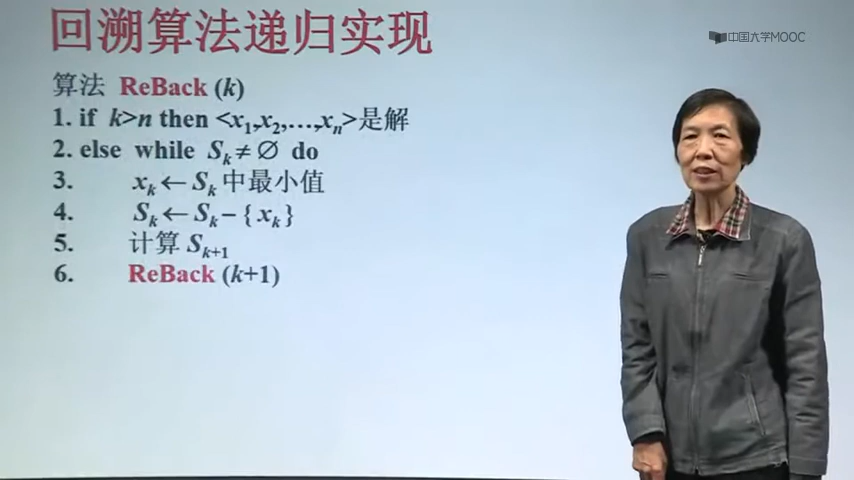 回溯算法递归实现
中国大学MOOC
算法 ReBack (k)
1. if k>n then <x₁,x₂,…,xₙ>是解
2. else while Sₖ≠∅ do
3. xₖ←Sₖ中最小值
4. Sₖ←Sₖ–{xₖ}
5. 计算 Sₖ₊₁
6. ReBack (k+1)